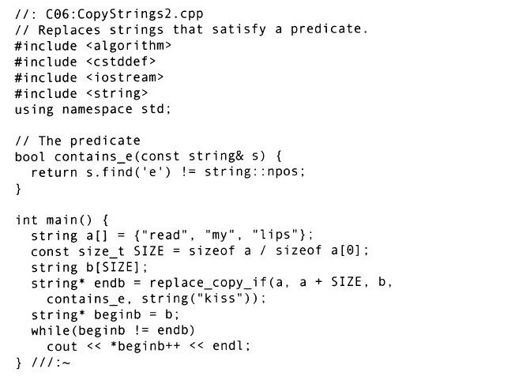 //: C06:CopyStrings2.cpp
// Replaces strings that satisfy a predicate.
#include <algorithm>
#include <cstddef>
#include <iostream>
#include <string>
using namespace std;

// The predicate
bool contains_e(const string& s) {
  return s.find('e') != string::npos;
}

int main() {
  string a[] = {"read", "my", "lips"};
  const size_t SIZE = sizeof a / sizeof a[0];
  string b[SIZE];
  string* endb = replace_copy_if(a, a + SIZE, b,
    contains_e, string("kiss"));
  string* beginb = b;
  while(beginb != endb)
    cout << *beginb++ << endl;
} ///:~